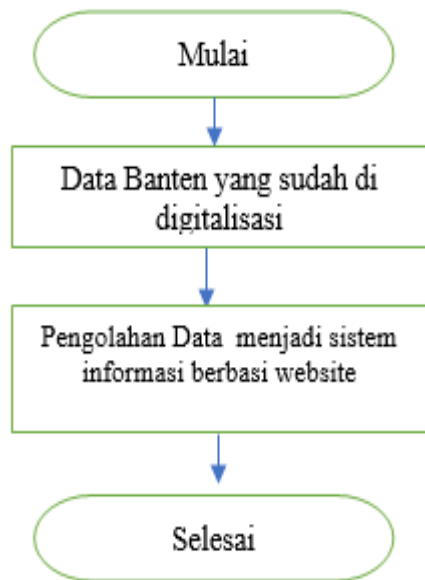 Mulai
Data Banten yang sudah di
digitalisasi
Pengolahan Data menjadi sistem
informasi berbasi website
Selesai